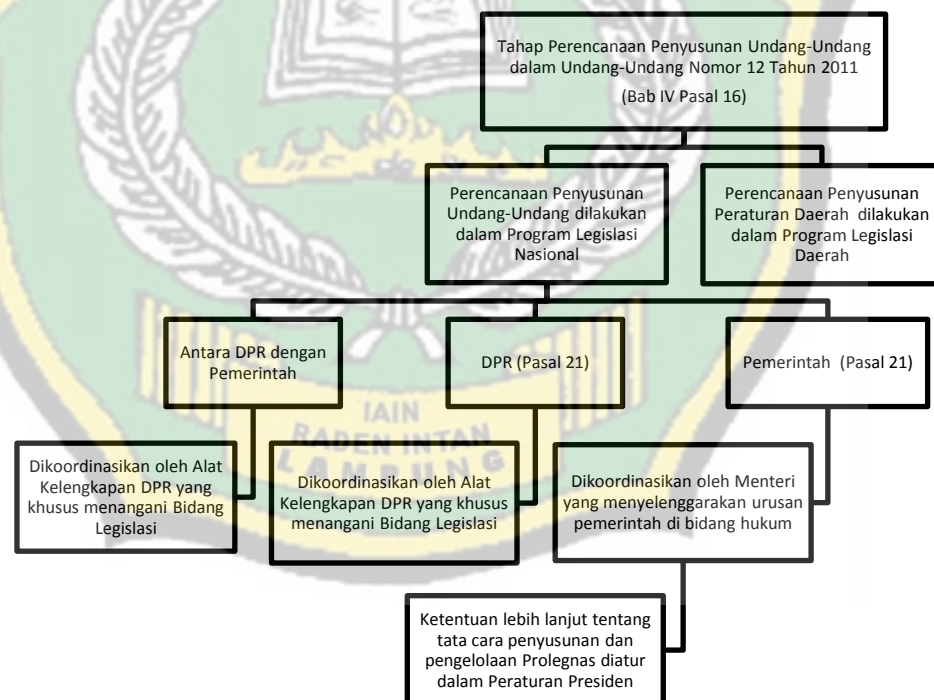 Tahap Perencanaan Penyusunan Undang-Undang
dalam Undang-Undang Nomor 12 Tahun 2011
(Bab IV Pasal 16)
Perencanaan Penyusunan
Undang-Undang dilakukan
dalam Program Legislasi
Nasional
Perencanaan Penyusunan
Peraturan Daerah dilakukan
dalam Program Legislasi
Daerah
Antara DPR dengan
Pemerintah
DPR (Pasal 21)
Pemerintah (Pasal 21)
IAIN
RADEN INTAN
LAMPUNG
Dikoordinasikan oleh Alat
Kelengkapan DPR yang
khusus menangani Bidang
Legislasi
Dikoordinasikan oleh Alat
Kelengkapan DPR yang khusus
menangani Bidang Legislasi
Dikoordinasikan oleh Menteri
yang menyelenggarakan urusan
pemerintah di bidang hukum
Ketentuan lebih lanjut tentang
tata cara penyusunan dan
pengelolaan Prolegnas diatur
dalam Peraturan Presiden